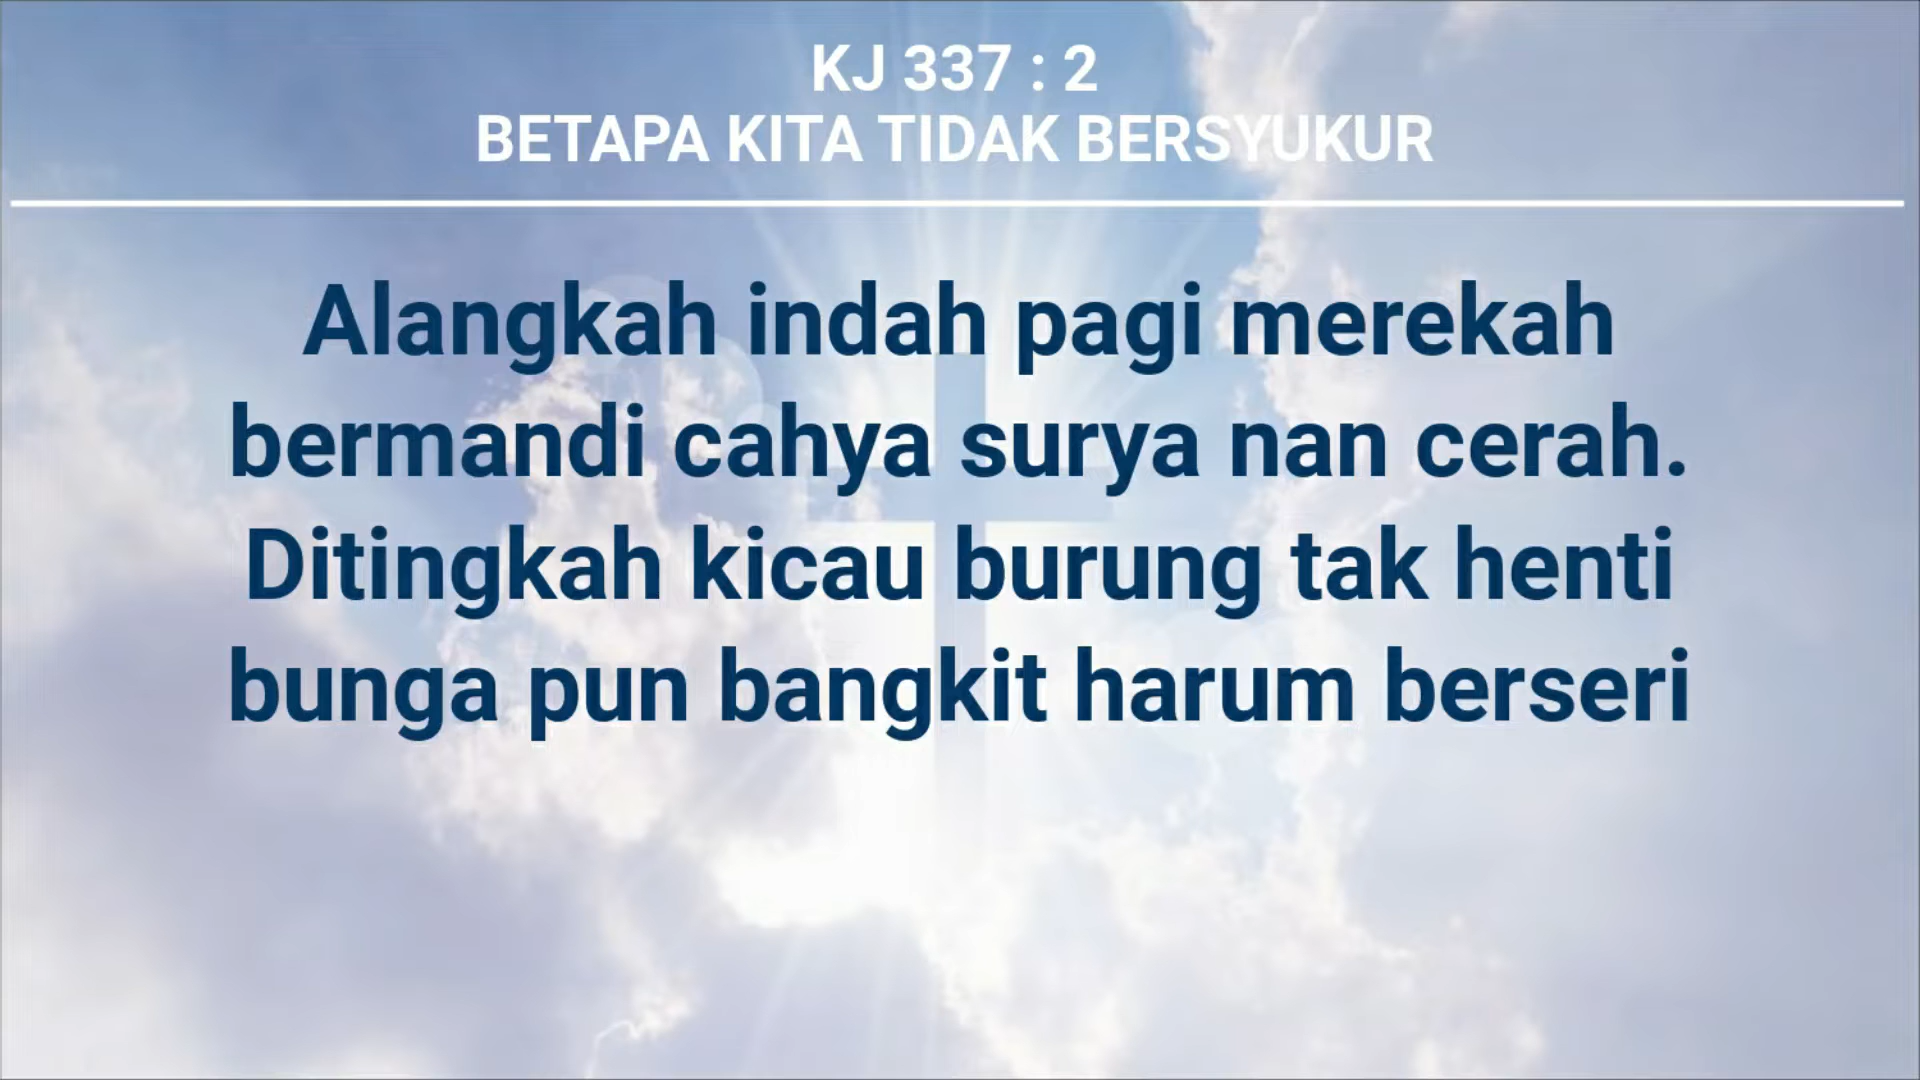 KJ 337 : 2
BETAPA KITA TIDAK BERSYUKUR
Alangkah indah pagi merekah
bermandi cahya surya nan cerah.
Ditingkah kicau burung tak henti
bunga pun bangkit harum berseri